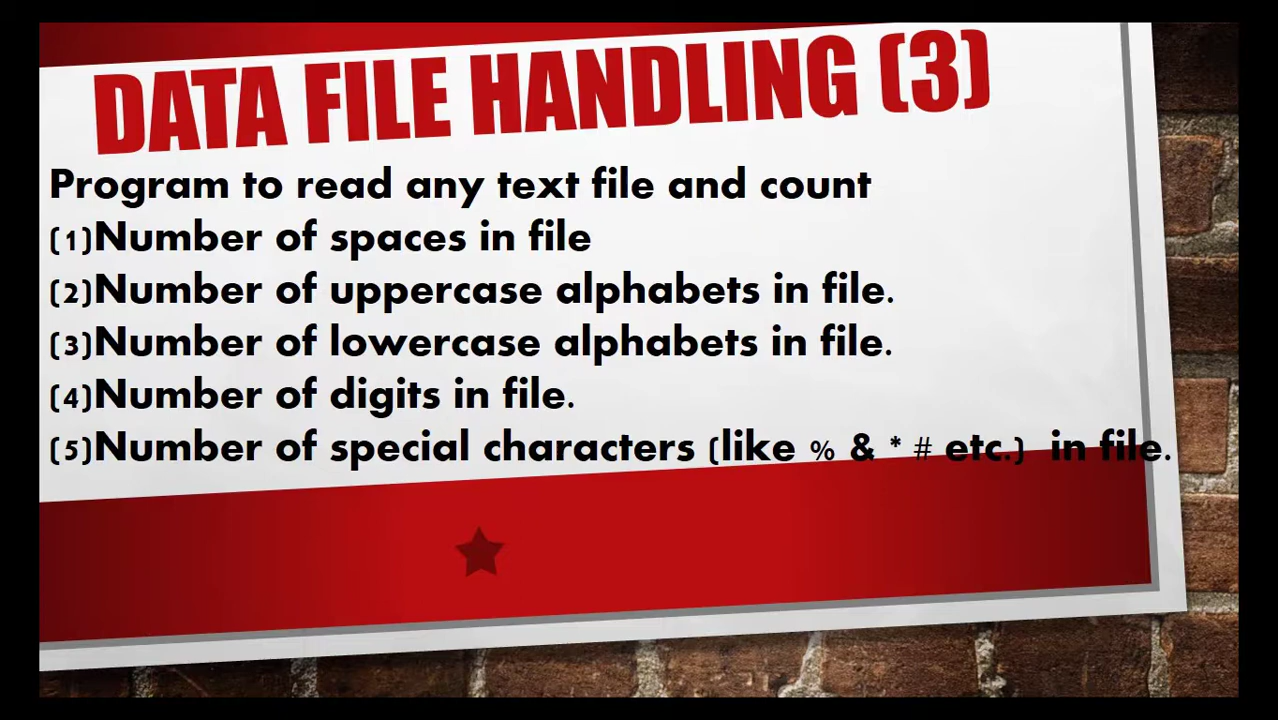 DATA FILE HANDLING (3)
Program to read any text file and count
(1)Number of spaces in file
(2)Number of uppercase alphabets in file.
(3)Number of lowercase alphabets in file.
(4)Number of digits in file.
(5)Number of special characters (like % & * # etc.) in file.